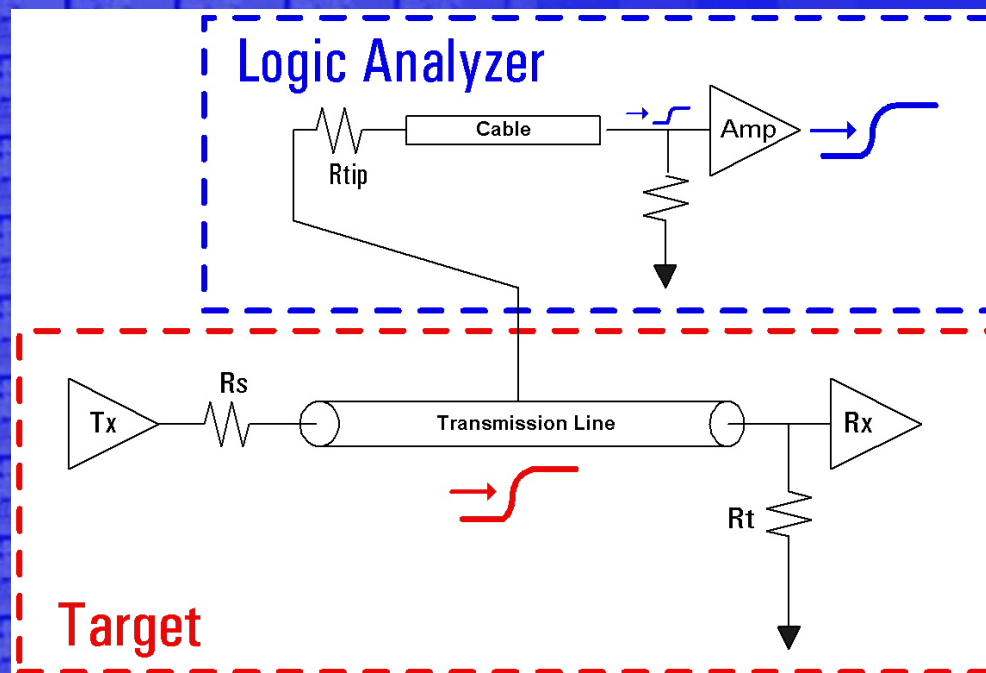 Logic Analyzer
Rtip
Cable
Amp
Tx
Rs
Transmission Line
Rx
Rt
Target